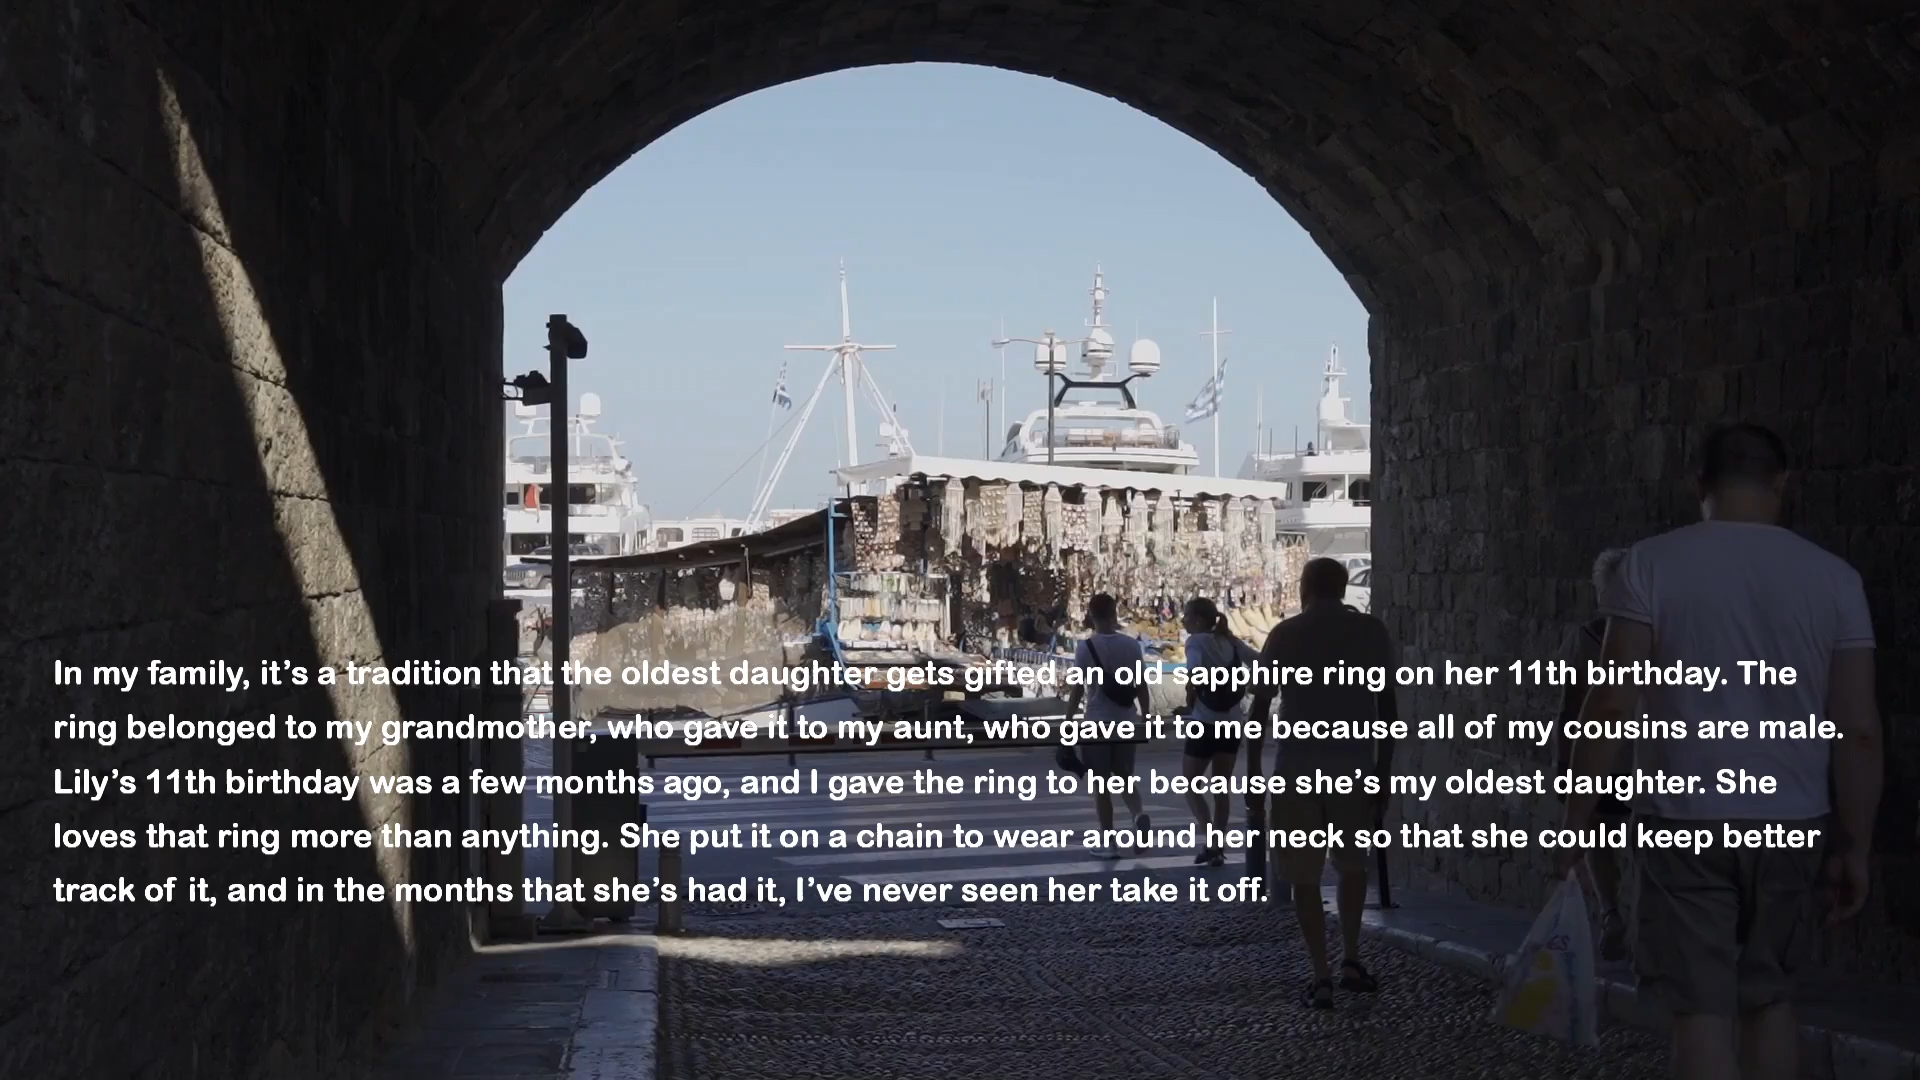 In my family, it’s a tradition that the oldest daughter gets gifted an old sapphire ring on her 11th birthday. The
ring belonged to my grandmother, who gave it to my aunt, who gave it to me because all of my cousins are male.
Lily’s 11th birthday was a few months ago, and I gave the ring to her because she’s my oldest daughter. She
loves that ring more than anything. She put it on a chain to wear around her neck so that she could keep better
track of it, and in the months that she’s had it, I’ve never seen her take it off.